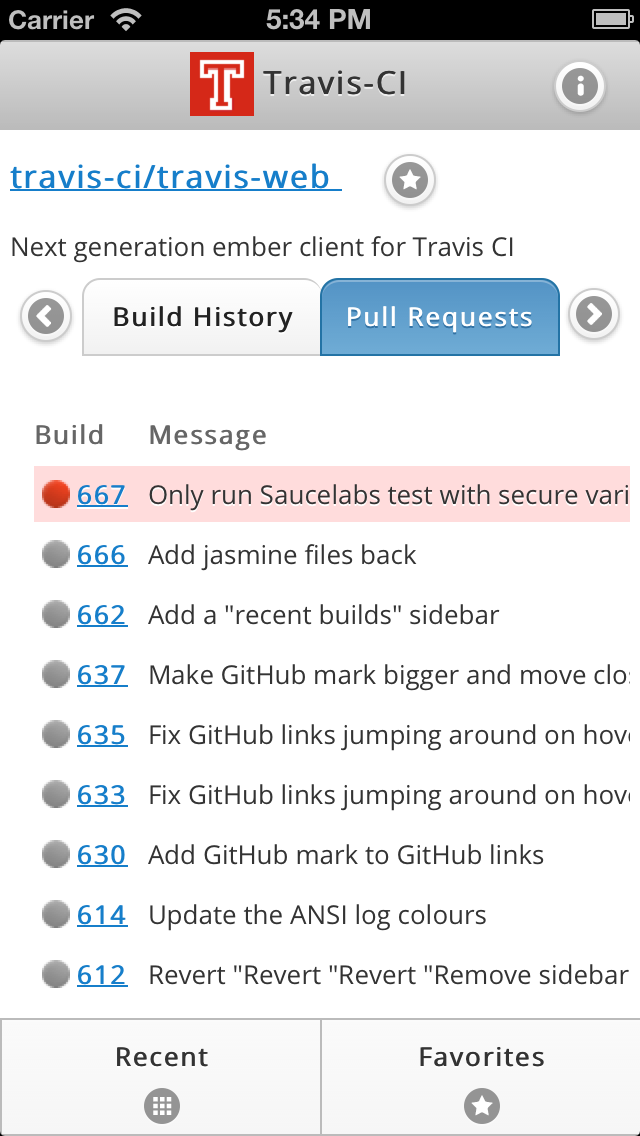 Carrier 5:34 PM
T Travis-CI
travis-ci/travis-web
Next generation ember client for Travis CI
Build History Pull Requests
Build Message
667 Only run Saucelabs test with secure vari
666 Add jasmine files back
662 Add a "recent builds" sidebar
637 Make GitHub mark bigger and move clo
635 Fix GitHub links jumping around on hov
633 Fix GitHub links jumping around on hov
630 Add GitHub mark to GitHub links
614 Update the ANSI log colours
612 Revert "Revert "Revert "Remove sidebar
Recent Favorites